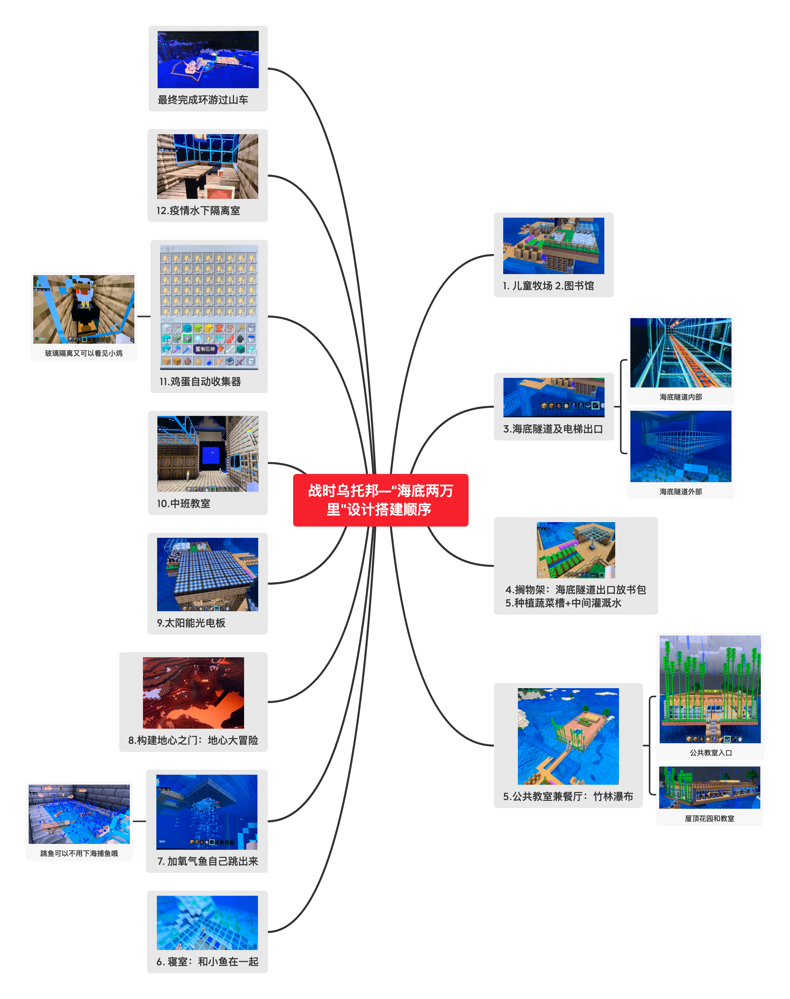 战时乌托邦—“海底两万
里"设计搭建顺序
1. 儿童牧场 2.图书馆
3.海底隧道及电梯出口
海底隧道内部
海底隧道外部
4.搁物架：海底隧道出口放书包
5.种植蔬菜槽+中间灌溉水
5.公共教室兼餐厅：竹林瀑布
公共教室入口
屋顶花园和教室
6. 寝室：和小鱼在一起
7. 加氧气鱼自己跳出来
跳鱼可以不用下海捕鱼哦
8.构建地心之门：地心大冒险
9.太阳能光电板
10.中班教室
11.鸡蛋自动收集器
玻璃隔离又可以看见小鸡
12.疫情水下隔离室
最终完成环游过山车